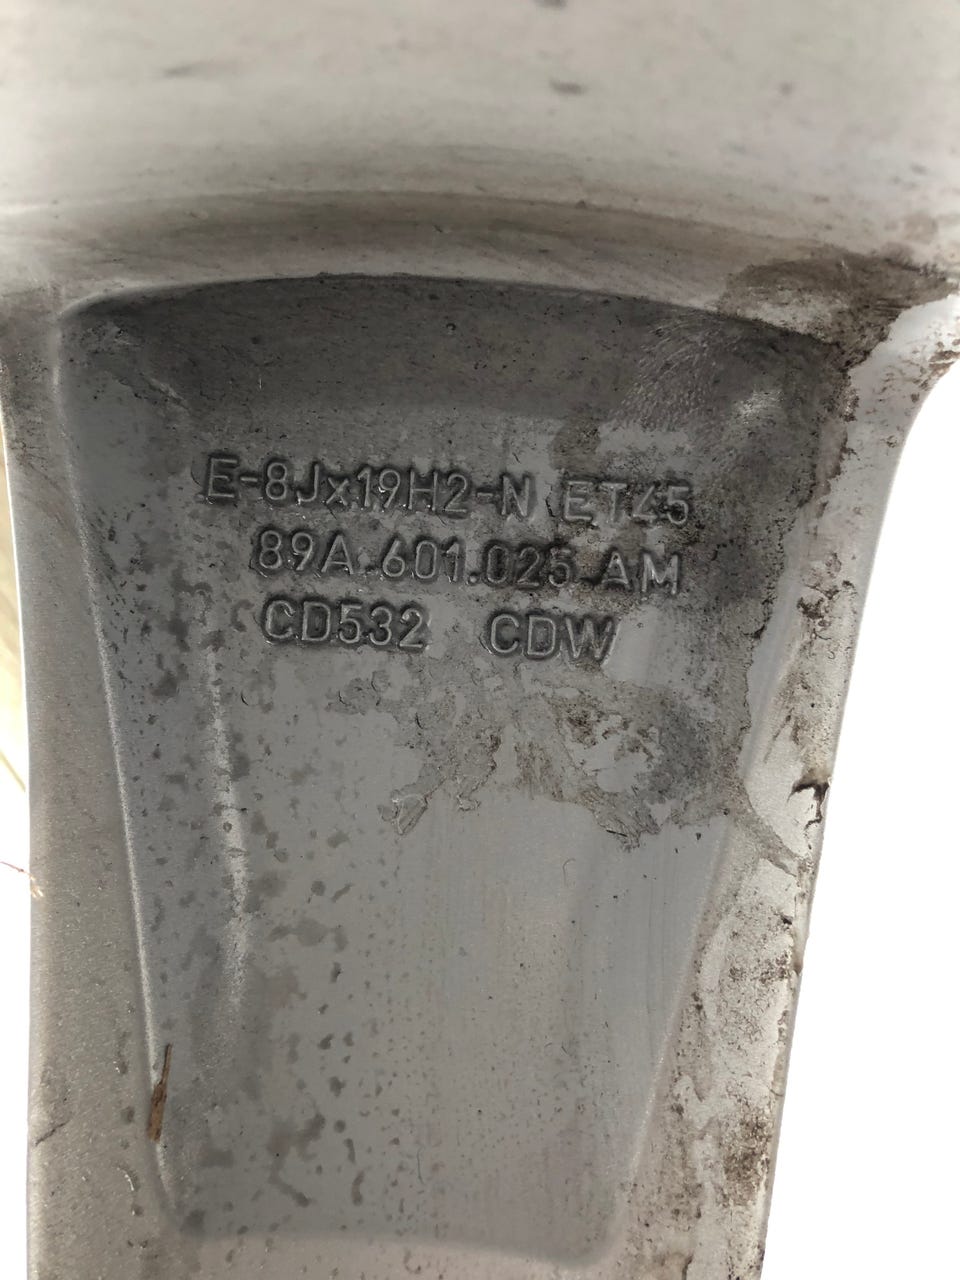 E-8Jx19H2-N ET45
89A.601.025.AM
CD532 CDW